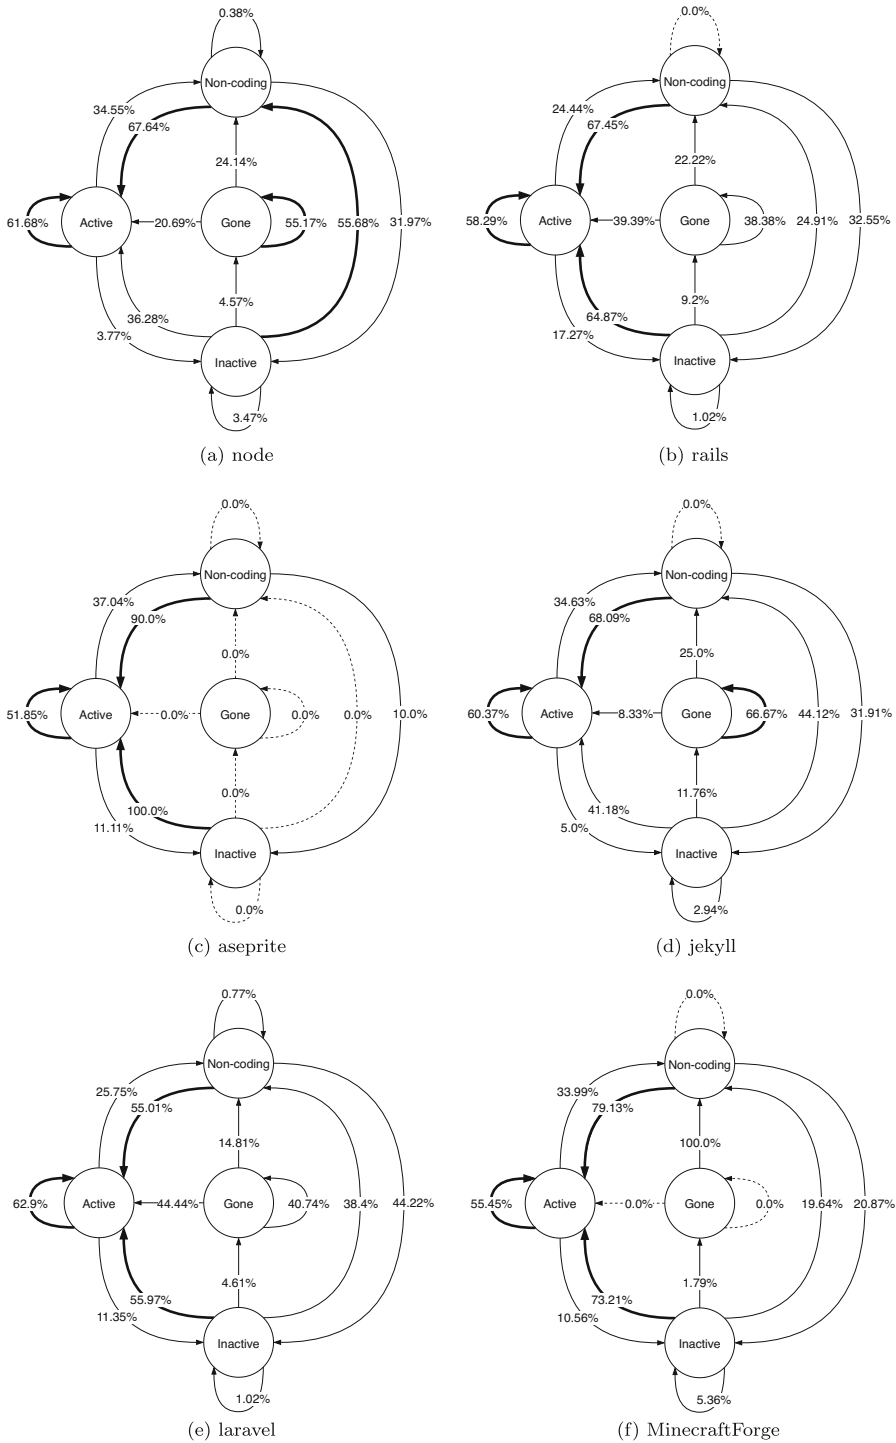 0.38% 0.0%
Non-coding Non-coding
34.55% 24.44%
67.64% 67.45%
24.14% 22.22%
61.68% Active 20.69% Gone 55.17% 55.68% 31.97% 58.29% Active 39.39% Gone 38.38% 24.91% 32.55%
4.57% 9.2%
36.28% 64.87%
3.77% 17.27%
Inactive Inactive
3.47% 1.02%
(a) node (b) rails
0.0% 0.0%
Non-coding Non-coding
37.04% 34.63%
90.0% 68.09%
0.0% 25.0%
51.85% Active 0.0% Gone 0.0% 0.0% 10.0% 60.37% Active 8.33% Gone 66.67% 44.12% 31.91%
0.0% 11.76%
100.0% 41.18%
11.11% 5.0%
Inactive Inactive
0.0% 2.94%
(c) aseprite (d) jekyll
0.77% 0.0%
Non-coding Non-coding
25.75% 33.99%
55.01% 79.13%
14.81% 100.0%
62.9% Active 44.44% Gone 40.74% 38.4% 44.22% 55.45% Active 0.0% Gone 0.0% 19.64% 20.87%
4.61% 1.79%
55.97% 73.21%
11.35% 10.56%
Inactive Inactive
1.02% 5.36%
(e) laravel (f) MinecraftForge